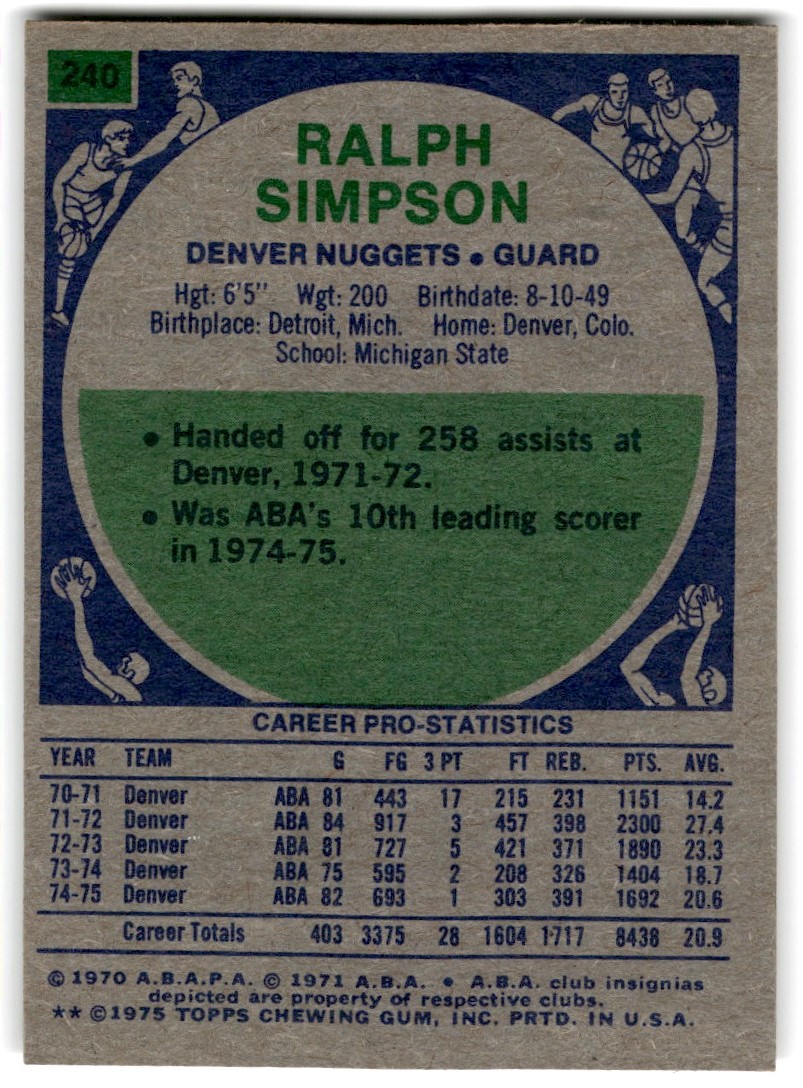 240
RALPH
SIMPSON
DENVER NUGGETS • GUARD
Hgt: 6'5" Wgt: 200 Birthdate: 8-10-49
Birthplace: Detroit, Mich. Home: Denver, Colo.
School: Michigan State
• Handed off for 258 assists at
Denver, 1971-72.
• Was ABA's 10th leading scorer
in 1974-75.
CAREER PRO-STATISTICS
YEAR TEAM G FG 3 PT FT REB. PTS. AVG.
70-71 Denver ABA 81 443 17 215 231 1151 14.2
71-72 Denver ABA 84 917 3 457 398 2300 27.4
72-73 Denver ABA 81 727 5 421 371 1890 23.3
73-74 Denver ABA 75 595 2 208 326 1404 18.7
74-75 Denver ABA 82 693 1 303 391 1692 20.6
Career Totals 403 3375 28 1604 1717 8438 20.9
© 1970 A.B.A.P.A. © 1971 A.B.A. • A.B.A. club insignias
depicted are property of respective clubs.
** ©1975 TOPPS CHEWING GUM, INC. PRTD. IN U.S.A.